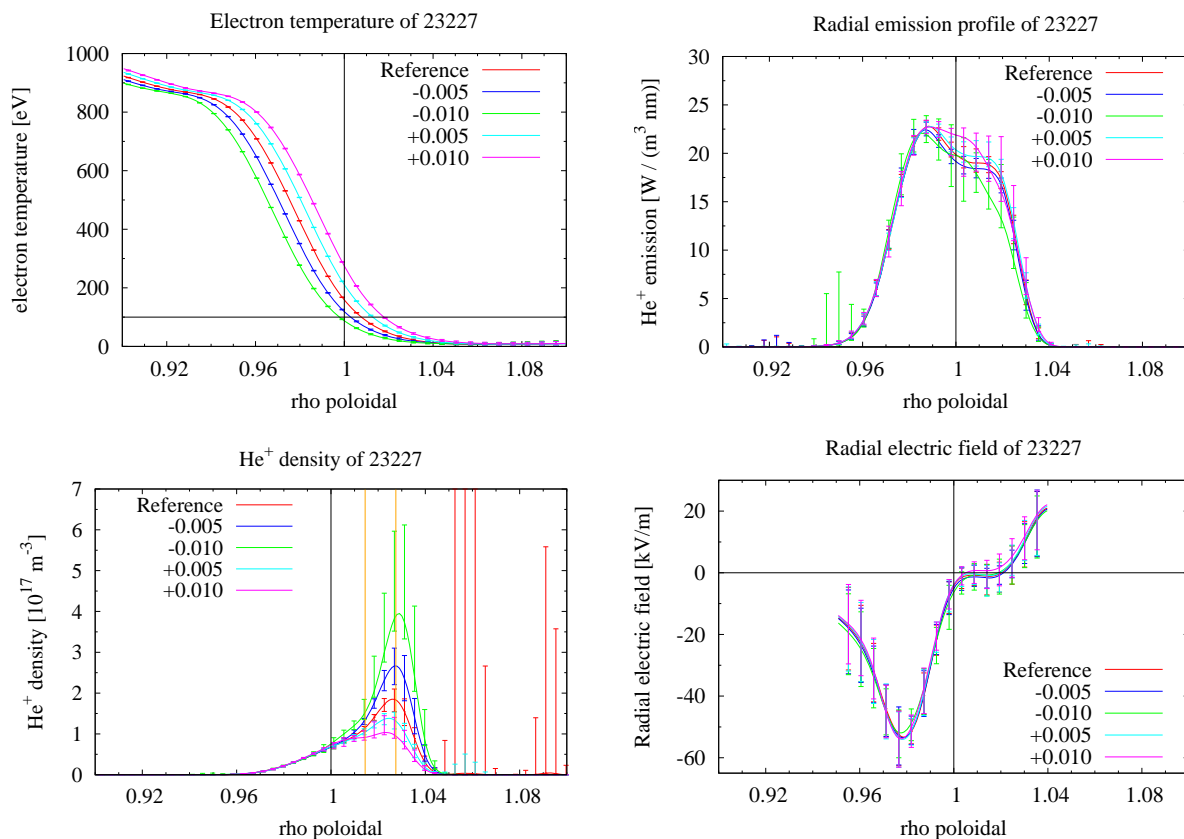 Electron temperature of 23227
1000
800
600
400
200
0
electron temperature [eV]
Reference
-0.005
-0.010
+0.005
+0.010
0.92 0.96 1 1.04 1.08
rho poloidal
Radial emission profile of 23227
30
25
20
15
10
5
0
He⁺ emission [W / (m³ nm)]
Reference
-0.005
-0.010
+0.005
+0.010
0.92 0.96 1 1.04 1.08
rho poloidal
He⁺ density of 23227
7
6
5
4
3
2
1
0
He⁺ density [10¹⁷ m⁻³]
Reference
-0.005
-0.010
+0.005
+0.010
0.92 0.96 1 1.04 1.08
rho poloidal
Radial electric field of 23227
20
0
-20
-40
-60
Radial electric field [kV/m]
Reference
-0.005
-0.010
+0.005
+0.010
0.92 0.96 1 1.04 1.08
rho poloidal